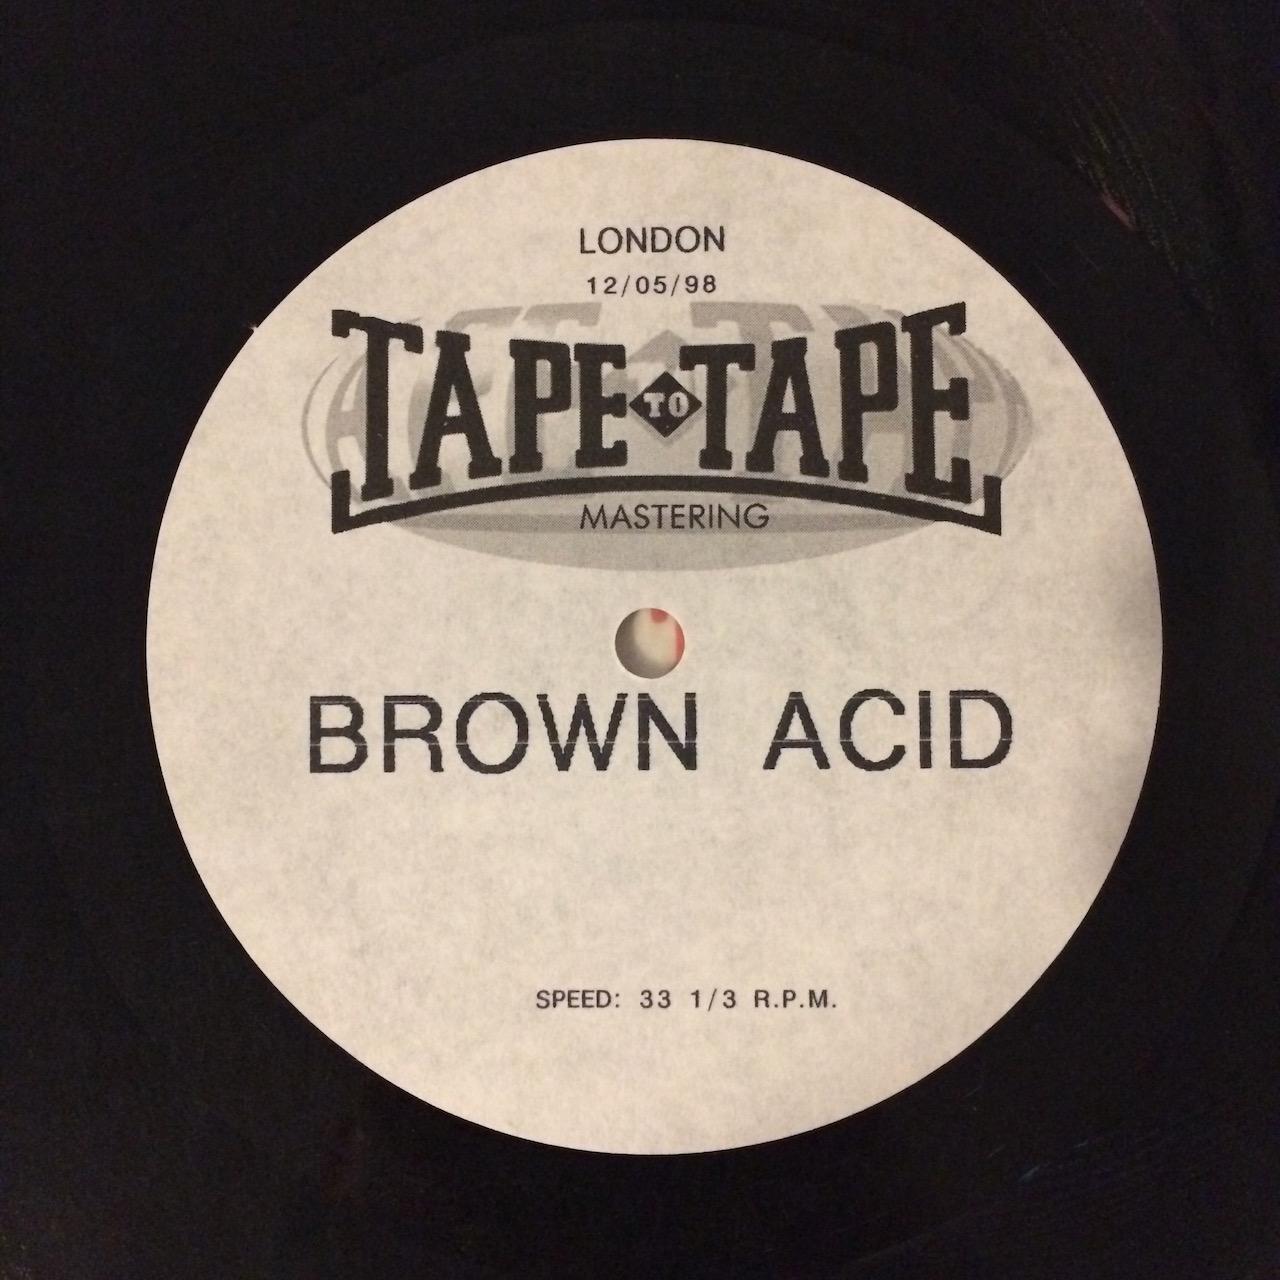 LONDON
12/05/98
TAPE TO TAPE
MASTERING
BROWN ACID
SPEED: 33 1/3 R.P.M.